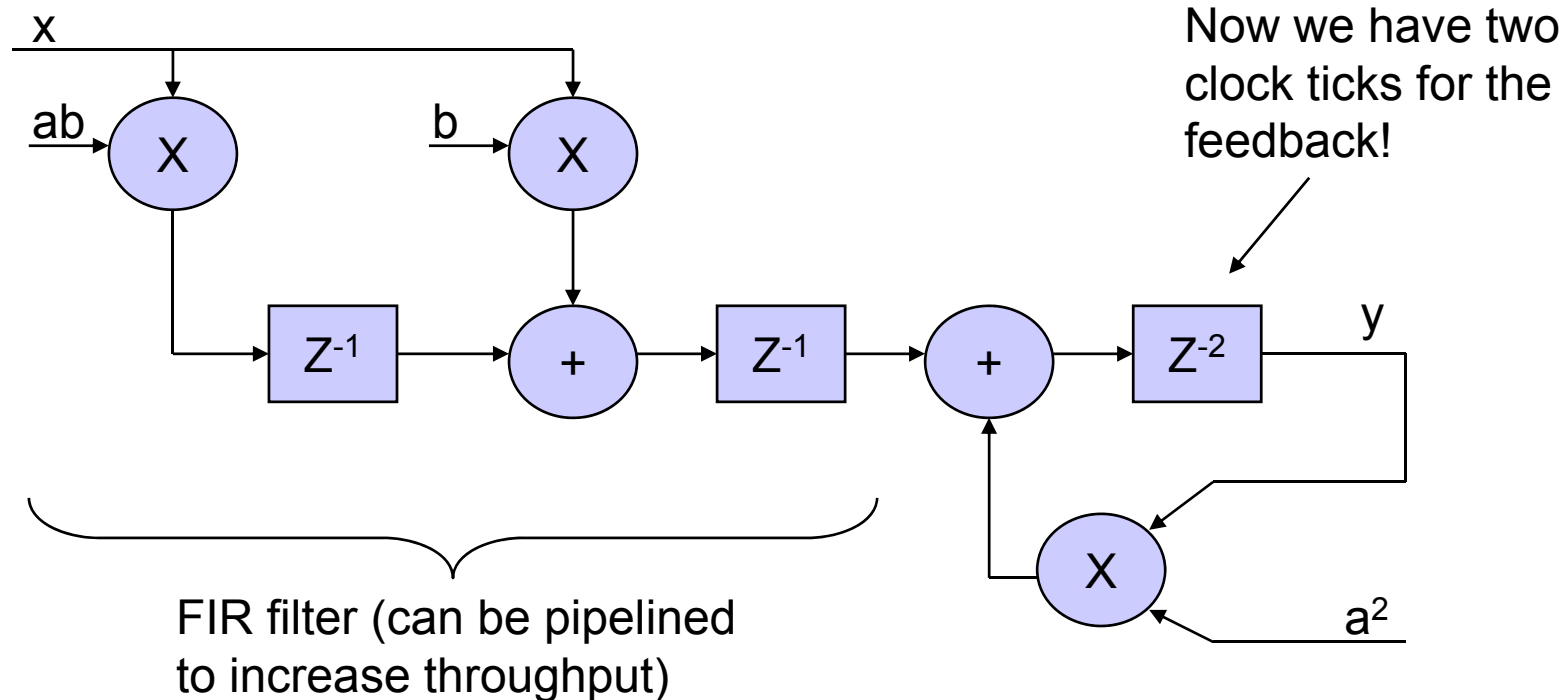 x
Now we have two
clock ticks for the
feedback!
ab
X
b
X
Z⁻¹
+
Z⁻¹
+
Z⁻²
y
X
a²
FIR filter (can be pipelined
to increase throughput)